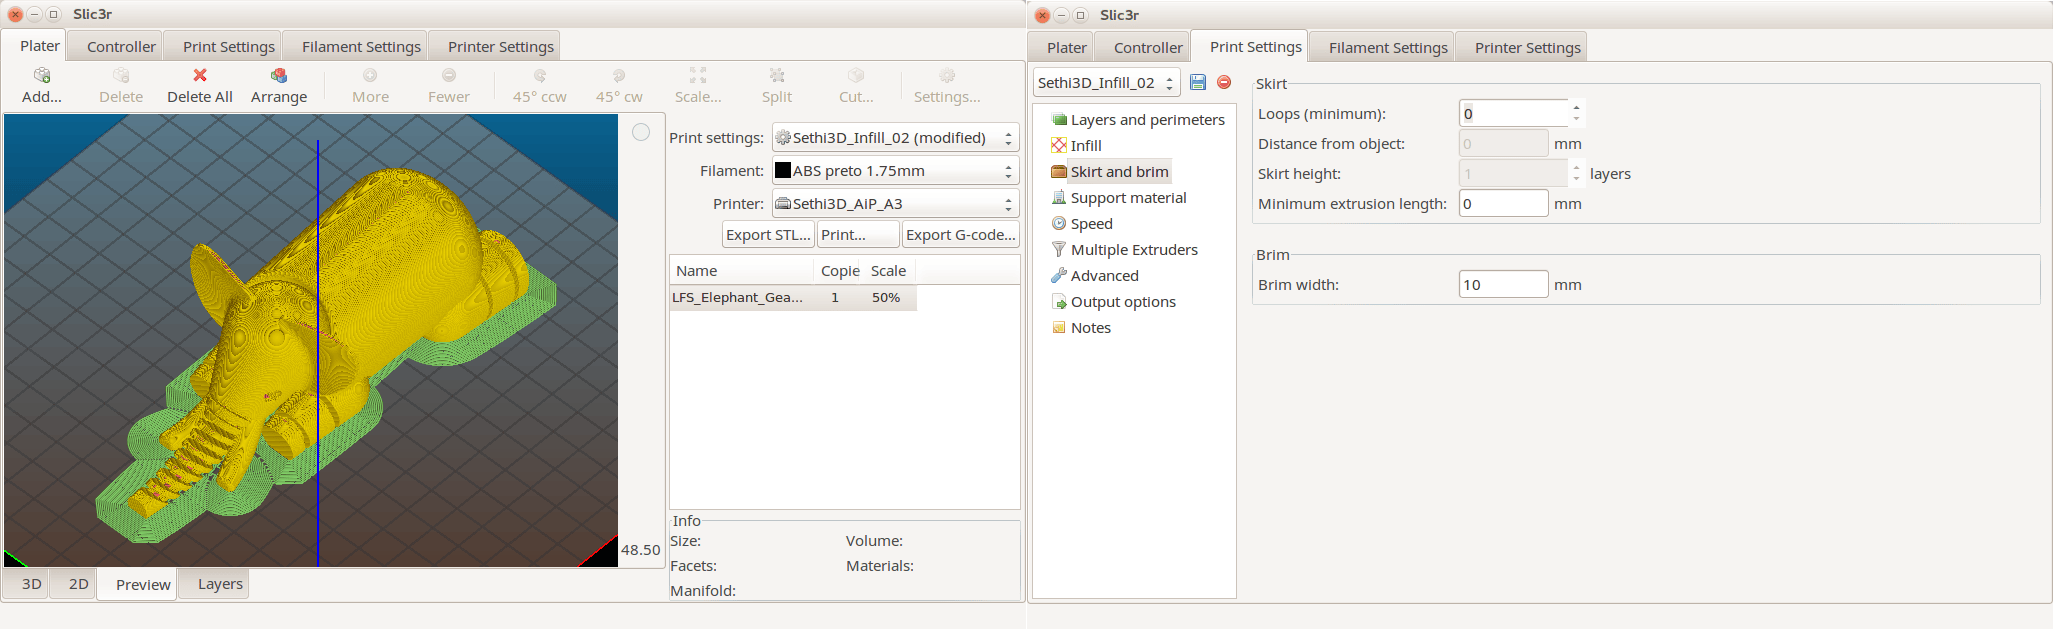 Slic3r
Plater Controller Print Settings Filament Settings Printer Settings
Add... Delete Delete All Arrange More Fewer 45° ccw 45° cw Scale... Split Cut... Settings...
Print settings: Sethi3D_Infill_02 (modified)
Filament: ABS preto 1.75mm
Printer: Sethi3D_AiP_A3
Export STL... Print... Export G-code...
Name Copie Scale
LFS_Elephant_Gea... 1 50%
Info
Size: Volume:
Facets: Materials:
Manifold:
48.50
3D 2D Preview Layers
Slic3r
Plater Controller Print Settings Filament Settings Printer Settings
Sethi3D_Infill_02
Layers and perimeters
Infill
Skirt and brim
Support material
Speed
Multiple Extruders
Advanced
Output options
Notes
Skirt
Loops (minimum): 0
Distance from object: 0 mm
Skirt height: 1 layers
Minimum extrusion length: 0 mm
Brim
Brim width: 10 mm